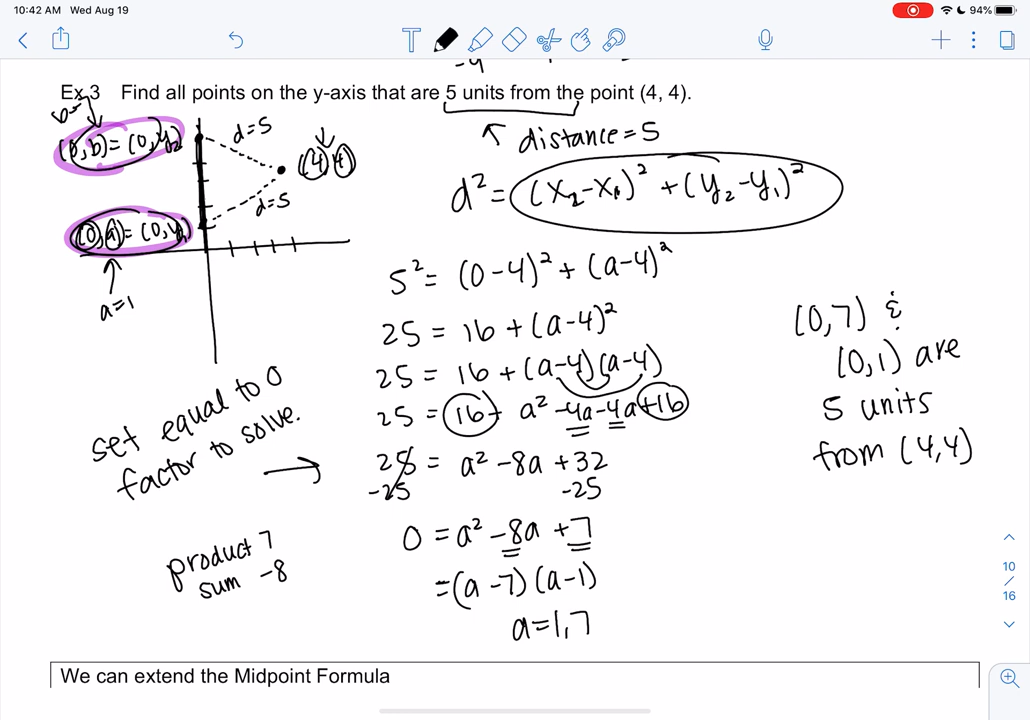 10:42 AM Wed Aug 19
94%
T
-4
Ex 3 Find all points on the y-axis that are 5 units from the point (4, 4).
(0,b) = (0,y₂)
d=5
(4,4)
d=5
(0,a) = (0,y₁)
a=1
distance = 5
d² = (x₂-x₁)² + (y₂-y₁)²
5² = (0-4)² + (a-4)²
25 = 16 + (a-4)²
25 = 16 + (a-4)(a-4)
25 = 16 + a² -4a -4a +16
25 = a² -8a +32
-25 -25
0 = a² -8a +7
=(a -7)(a -1)
a=1,7
set equal to 0
factor to solve.
product 7
sum -8
(0,7) &
(0,1) are
5 units
from (4,4)
10
/
16
We can extend the Midpoint Formula